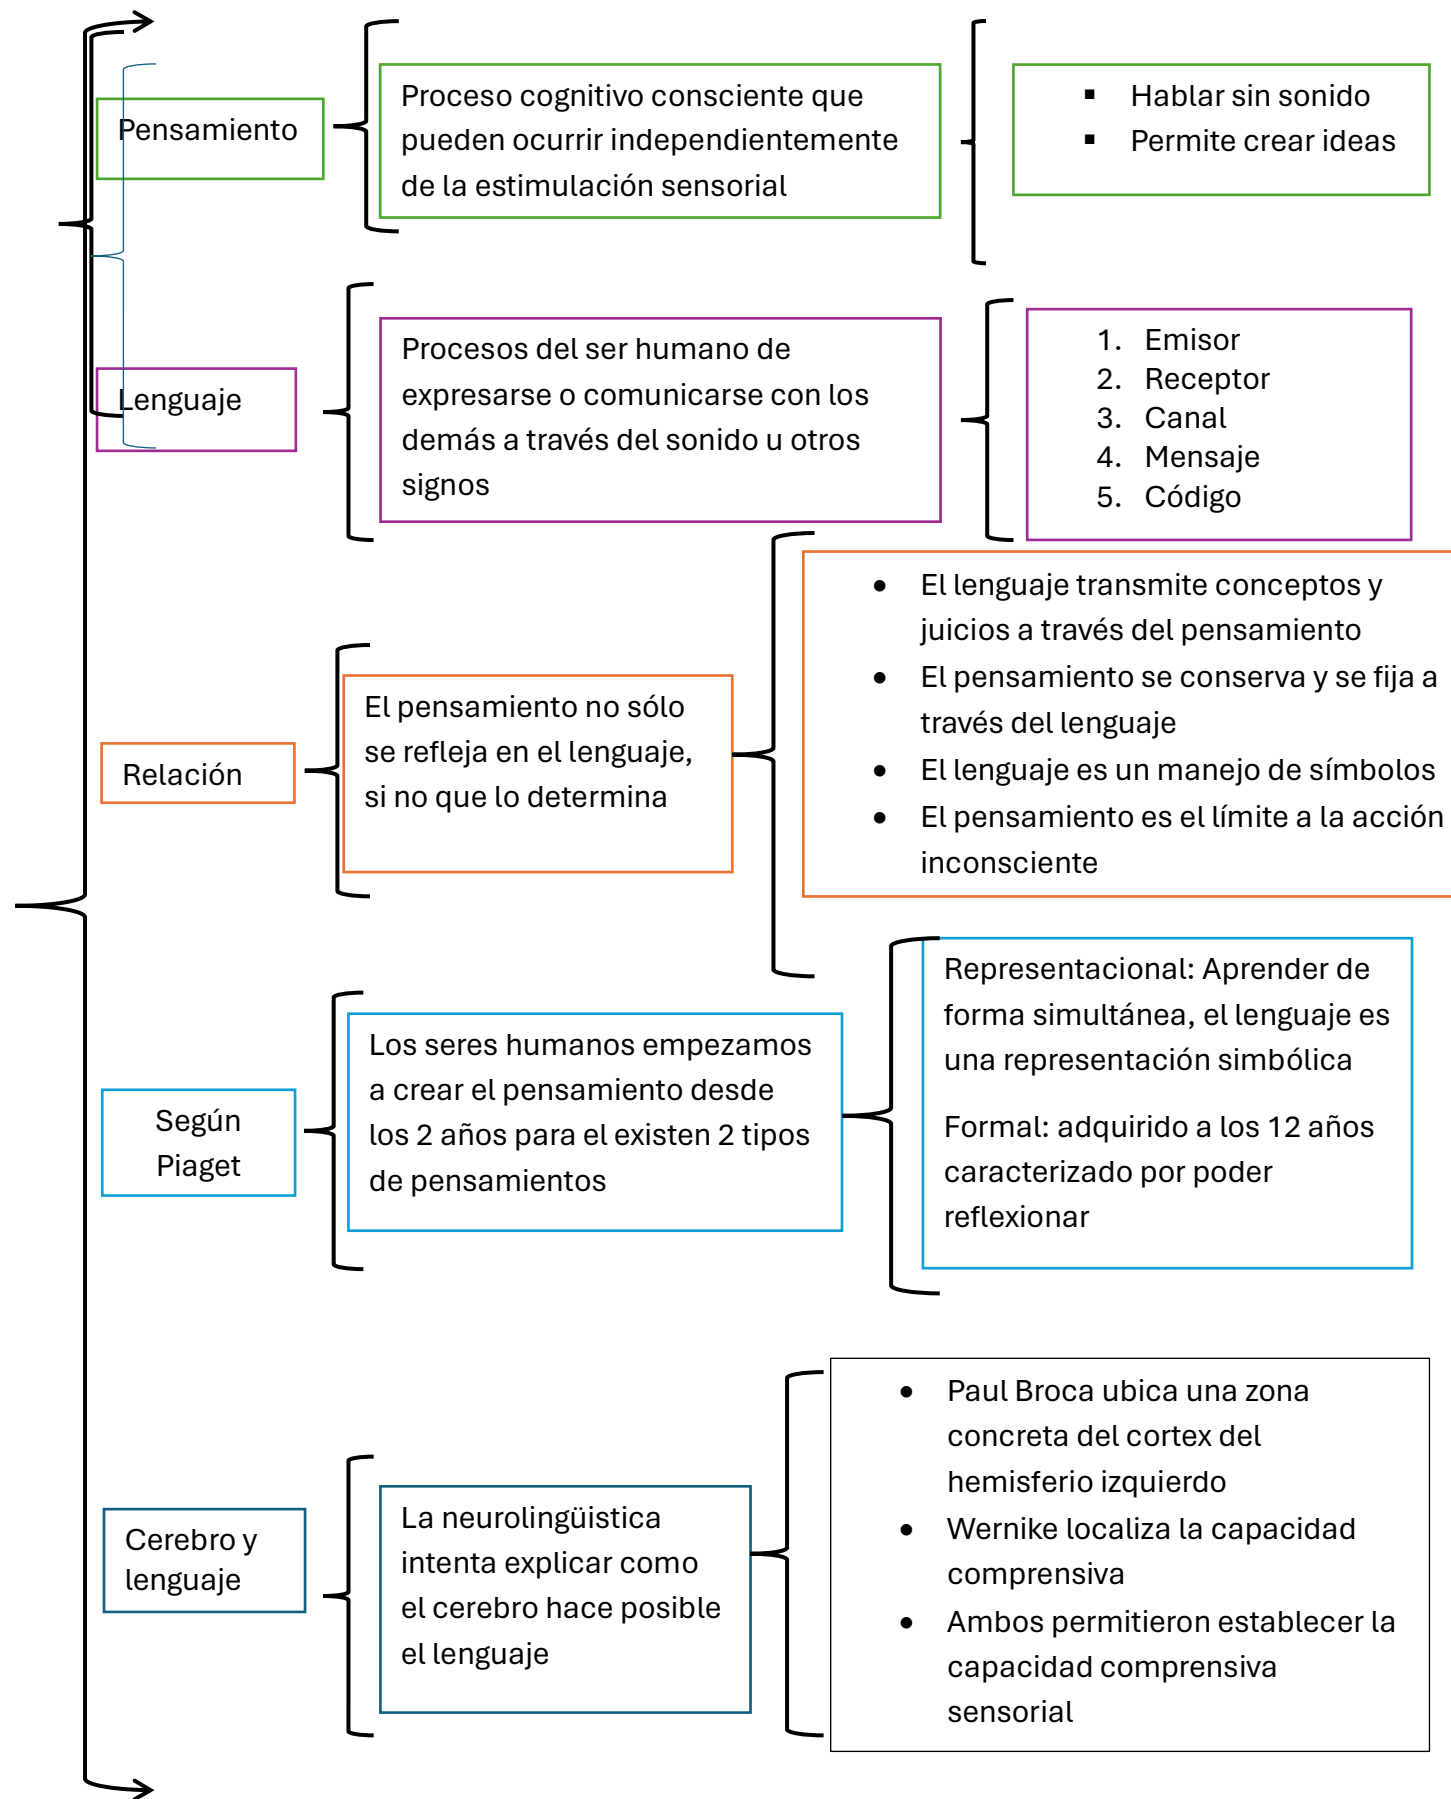 Pensamiento
Proceso cognitivo consciente que
pueden ocurrir independientemente
de la estimulación sensorial
▪ Hablar sin sonido
▪ Permite crear ideas
Lenguaje
Procesos del ser humano de
expresarse o comunicarse con los
demás a través del sonido u otros
signos
1. Emisor
2. Receptor
3. Canal
4. Mensaje
5. Código
Relación
El pensamiento no sólo
se refleja en el lenguaje,
si no que lo determina
• El lenguaje transmite conceptos y
juicios a través del pensamiento
• El pensamiento se conserva y se fija a
través del lenguaje
• El lenguaje es un manejo de símbolos
• El pensamiento es el límite a la acción
inconsciente
Según
Piaget
Los seres humanos empezamos
a crear el pensamiento desde
los 2 años para el existen 2 tipos
de pensamientos
Representacional: Aprender de
forma simultánea, el lenguaje es
una representación simbólica
Formal: adquirido a los 12 años
caracterizado por poder
reflexionar
Cerebro y
lenguaje
La neurolingüistica
intenta explicar como
el cerebro hace posible
el lenguaje
• Paul Broca ubica una zona
concreta del cortex del
hemisferio izquierdo
• Wernike localiza la capacidad
comprensiva
• Ambos permitieron establecer la
capacidad comprensiva
sensorial